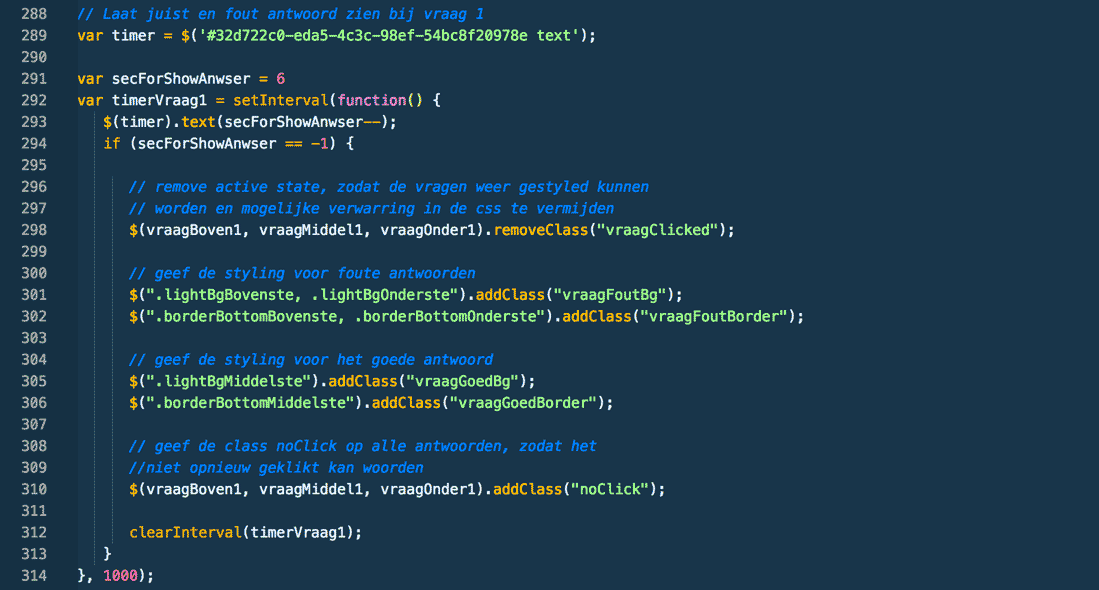 288 // Laat juist en fout antwoord zien bij vraag 1
289 var timer = $('#32d722c0-eda5-4c3c-98ef-54bc8f20978e text');
290
291 var secForShowAnwser = 6
292 var timerVraag1 = setInterval(function() {
293 $(timer).text(secForShowAnwser--);
294 if (secForShowAnwser == -1) {
295
296 // remove active state, zodat de vragen weer gestyled kunnen
297 // worden en mogelijke verwarring in de css te vermijden
298 $(vraagBoven1, vraagMiddel1, vraagOnder1).removeClass("vraagClicked");
299
300 // geef de styling voor foute antwoorden
301 $(".lightBgBovenste, .lightBgOnderste").addClass("vraagFoutBg");
302 $(".borderBottomBovenste, .borderBottomOnderste").addClass("vraagFoutBorder");
303
304 // geef de styling voor het goede antwoord
305 $(".lightBgMiddelste").addClass("vraagGoedBg");
306 $(".borderBottomMiddelste").addClass("vraagGoedBorder");
307
308 // geef de class noClick op alle antwoorden, zodat het
309 //niet opnieuw geklikt kan woorden
310 $(vraagBoven1, vraagMiddel1, vraagOnder1).addClass("noClick");
311
312 clearInterval(timerVraag1);
313 }
314 }, 1000);